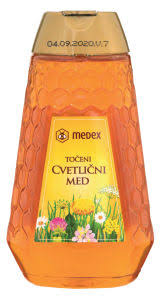 04.09.2020 U.7
MEDEX
TOČENI
CVETLIČNI
MED